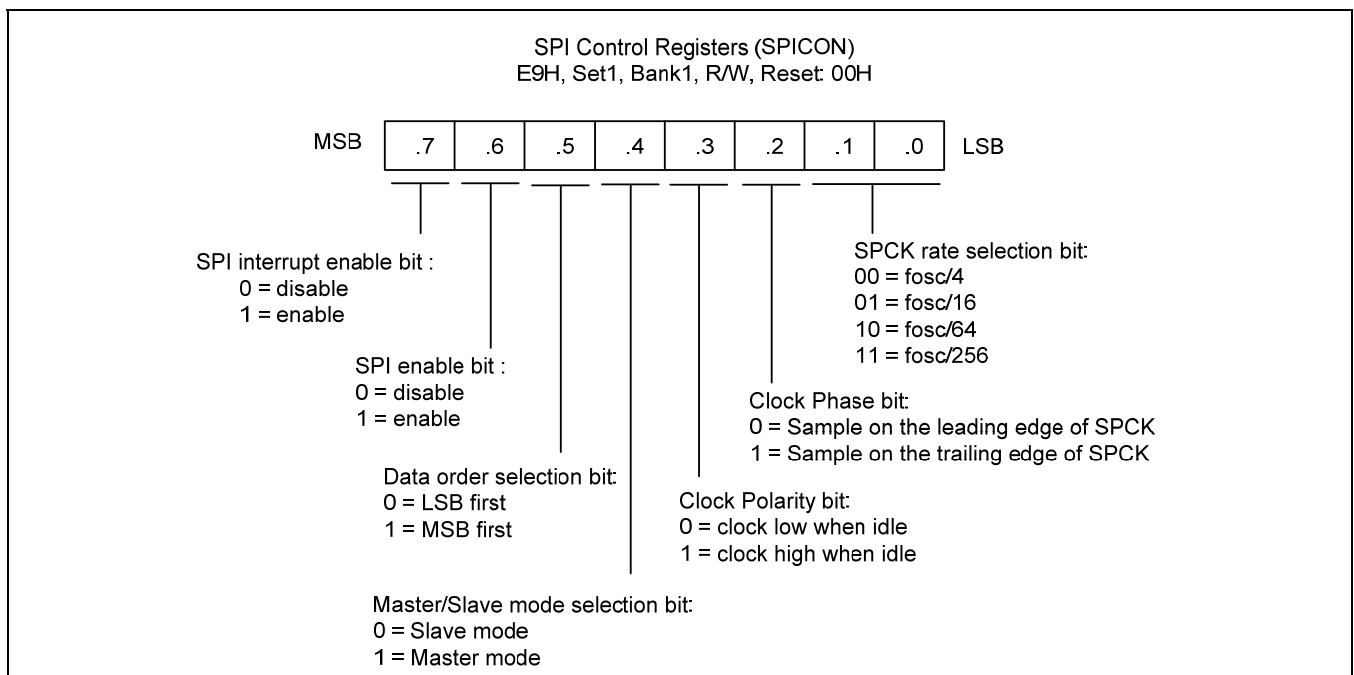 SPI Control Registers (SPICON)
E9H, Set1, Bank1, R/W, Reset: 00H
MSB .7 .6 .5 .4 .3 .2 .1 .0 LSB
SPI interrupt enable bit :
0 = disable
1 = enable
SPI enable bit :
0 = disable
1 = enable
Data order selection bit:
0 = LSB first
1 = MSB first
Master/Slave mode selection bit:
0 = Slave mode
1 = Master mode
Clock Polarity bit:
0 = clock low when idle
1 = clock high when idle
Clock Phase bit:
0 = Sample on the leading edge of SPCK
1 = Sample on the trailing edge of SPCK
SPCK rate selection bit:
00 = fosc/4
01 = fosc/16
10 = fosc/64
11 = fosc/256